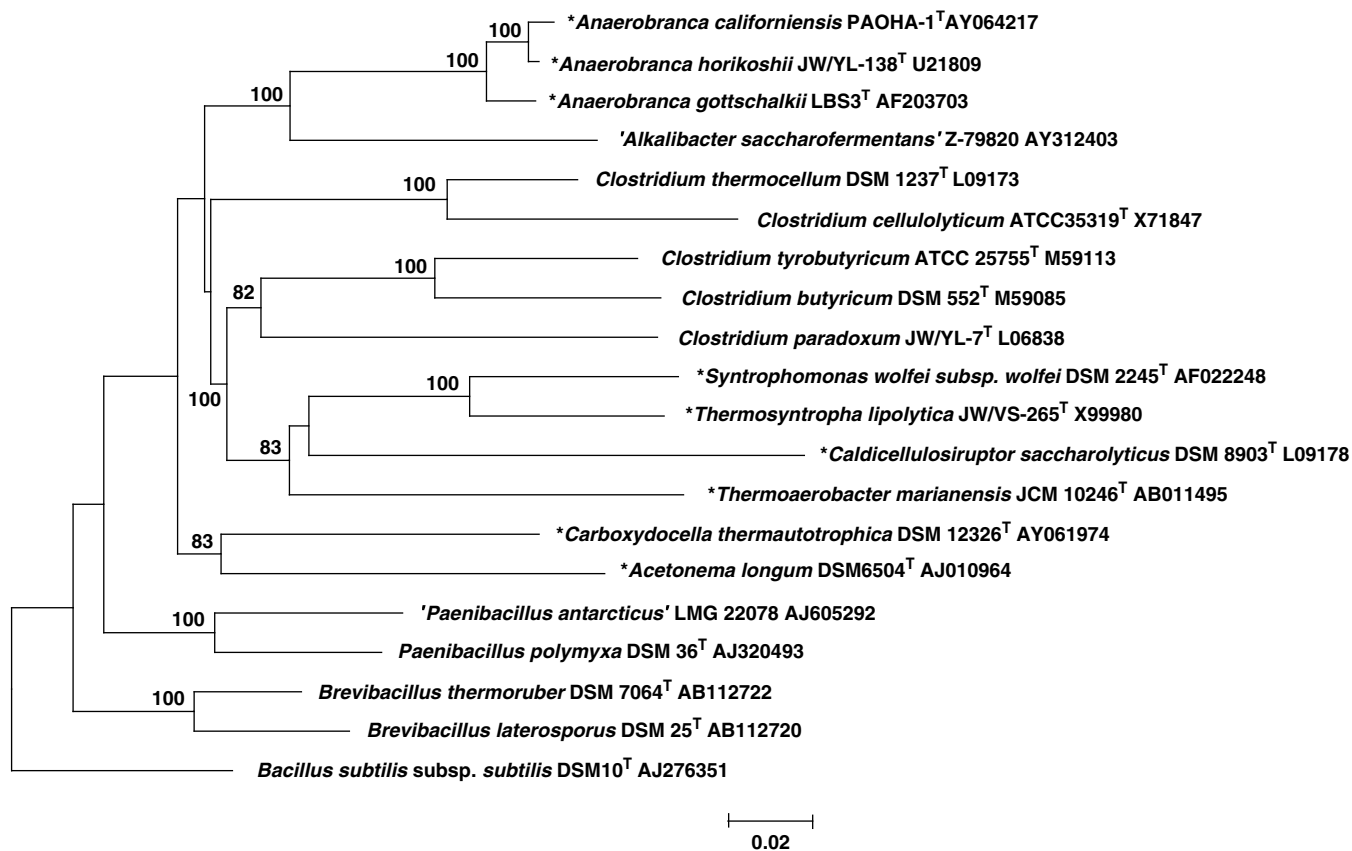 *Anaerobranca californiensis PAOHA-1ᵀAY064217
100
*Anaerobranca horikoshii JW/YL-138ᵀ U21809
100
*Anaerobranca gottschalkii LBS3ᵀ AF203703
100
'Alkalibacter saccharofermentans' Z-79820 AY312403
Clostridium thermocellum DSM 1237ᵀ L09173
100
Clostridium cellulolyticum ATCC35319ᵀ X71847
Clostridium tyrobutyricum ATCC 25755ᵀ M59113
100
Clostridium butyricum DSM 552ᵀ M59085
82
Clostridium paradoxum JW/YL-7ᵀ L06838
*Syntrophomonas wolfei subsp. wolfei DSM 2245ᵀ AF022248
100
100
*Thermosyntropha lipolytica JW/VS-265ᵀ X99980
83
*Caldicellulosiruptor saccharolyticus DSM 8903ᵀ L09178
*Thermoaerobacter marianensis JCM 10246ᵀ AB011495
*Carboxydocella thermautotrophica DSM 12326ᵀ AY061974
83
*Acetonema longum DSM6504ᵀ AJ010964
'Paenibacillus antarcticus' LMG 22078 AJ605292
100
Paenibacillus polymyxa DSM 36ᵀ AJ320493
Brevibacillus thermoruber DSM 7064ᵀ AB112722
100
Brevibacillus laterosporus DSM 25ᵀ AB112720
Bacillus subtilis subsp. subtilis DSM10ᵀ AJ276351
0.02